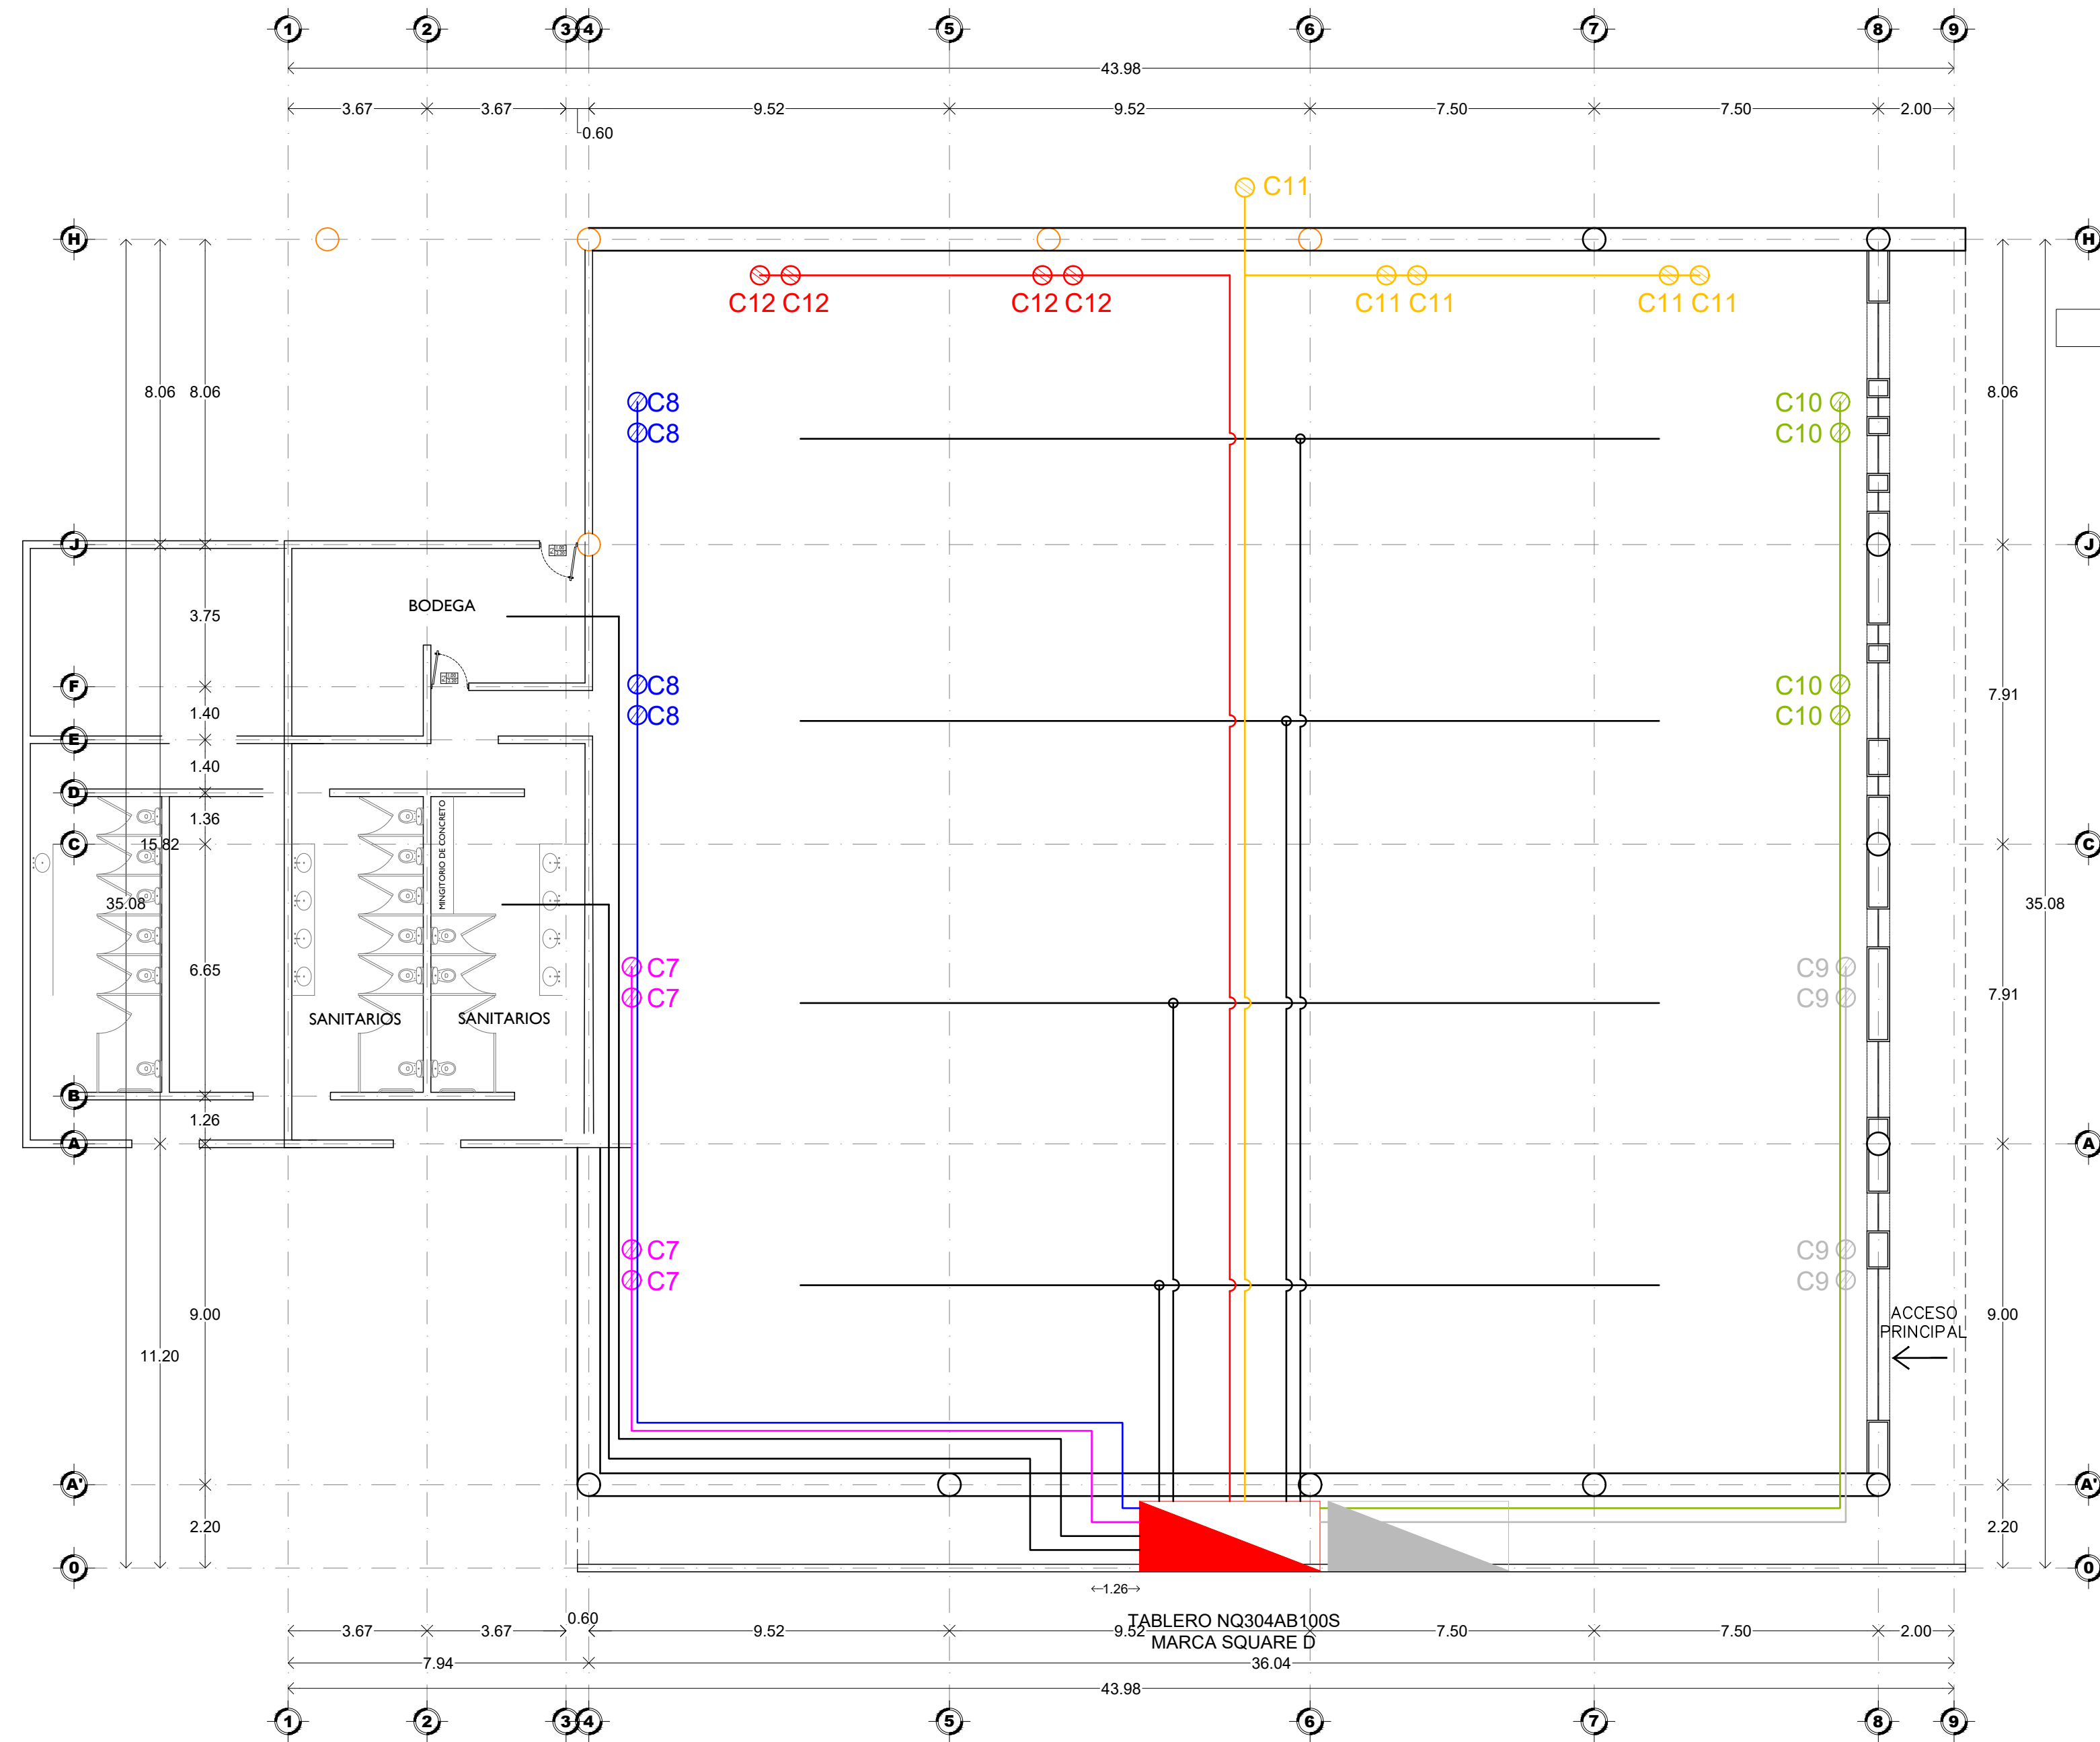 1 2 3 4 5 6 7 8 9
43.98
3.67 3.67 9.52 9.52 7.50 7.50 2.00
0.60
C11
H H
C12 C12 C12 C12 C11 C11 C11 C11
8.06 8.06 8.06
C8 C10
C8 C10
J J
BODEGA
3.75
F
C8 C10
C8 C10
7.91
1.40
E
1.40
D
1.36
MINGITORIO DE CONCRETO
C C
15.82
35.08 35.08
6.65
C7 C9
C7 C9
7.91
SANITARIOS SANITARIOS
B
1.26
A A
C7 C9
C7 C9
9.00 9.00
ACCESO
PRINCIPAL
11.20
A' A'
2.20 2.20
0 0
1.26
0.60
TABLERO NQ304AB100S
3.67 3.67 9.52 9.52 7.50 7.50 2.00
MARCA SQUARE D
7.94 36.04
43.98
1 2 3 4 5 6 7 8 9